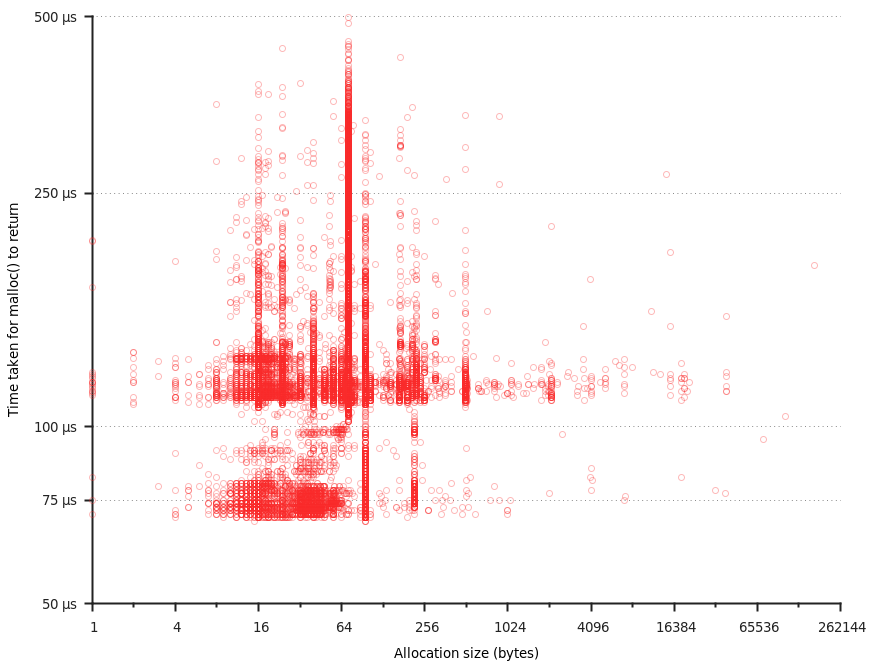 500 µs
250 µs
100 µs
75 µs
50 µs
Time taken for malloc() to return
1 4 16 64 256 1024 4096 16384 65536 262144
Allocation size (bytes)